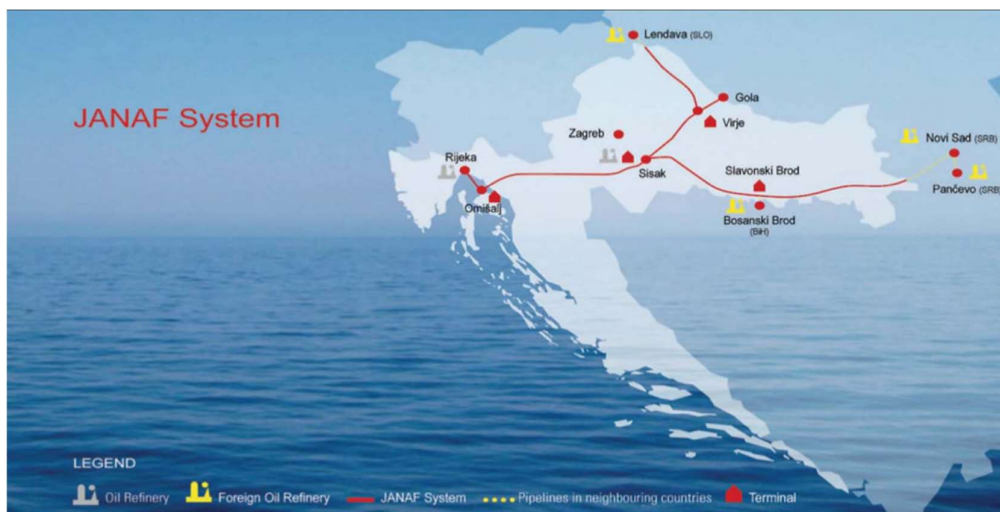 JANAF System
Lendava (SLO)
Gola
Virje
Zagreb
Sisak
Rijeka
Omišalj
Slavonski Brod
Bosanski Brod
(BiH)
Novi Sad (SRB)
Pančevo (SRB)
LEGEND
Oil Refinery
Foreign Oil Refinery
JANAF System
Pipelines in neighbouring countries
Terminal